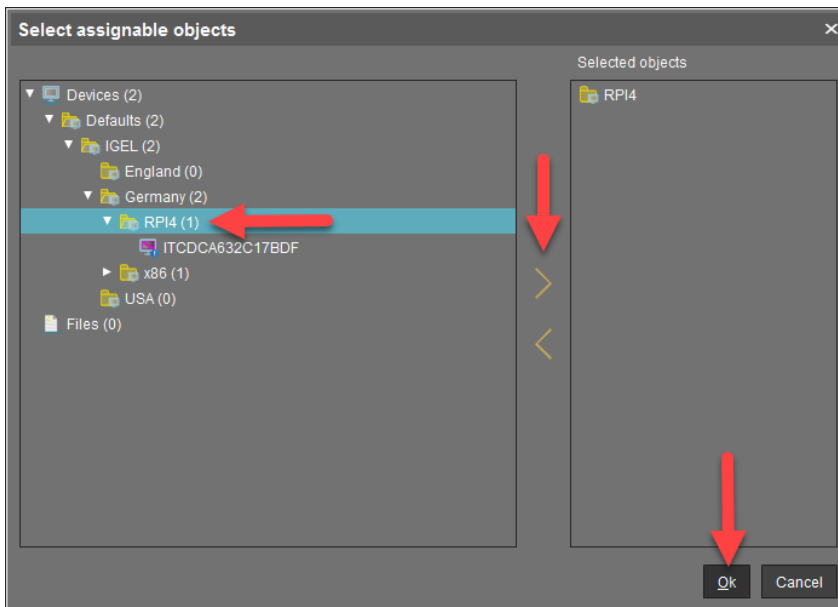 Select assignable objects
Selected objects
Devices (2)
Defaults (2)
IGEL (2)
England (0)
Germany (2)
RPI4 (1)
ITCDCA632C17BDF
x86 (1)
USA (0)
Files (0)
RPI4
Ok
Cancel